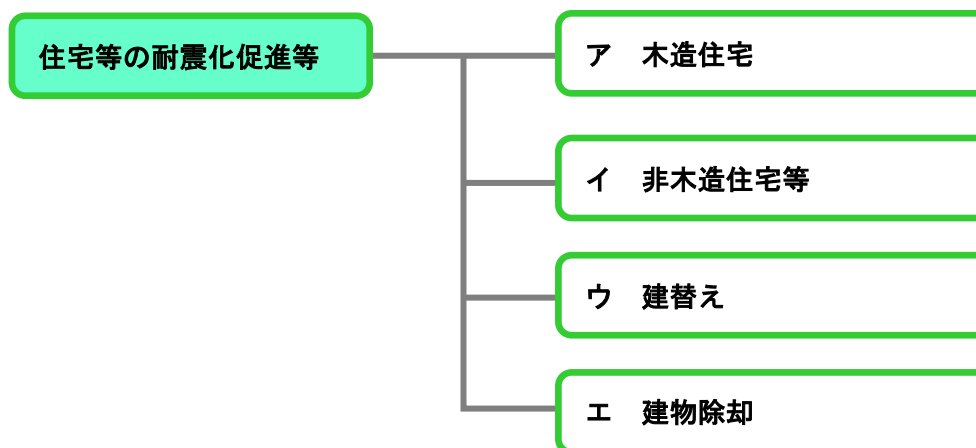 住宅等の耐震化促進等
ア　木造住宅
イ　非木造住宅等
ウ　建替え
エ　建物除却